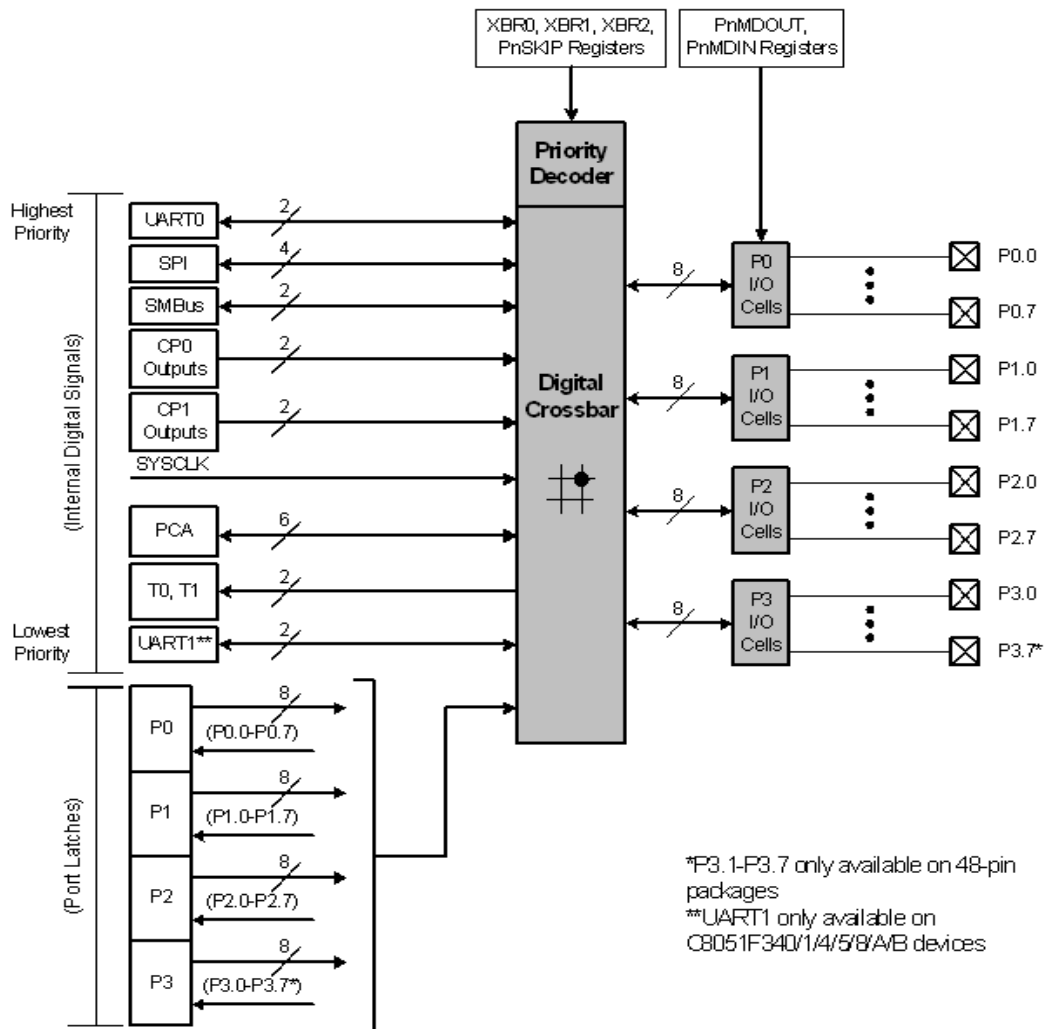 XBR0, XBR1, XBR2,
PnSKIP Registers
PnMDOUT,
PnMDIN Registers
Priority
Decoder
Highest
Priority
(Internal Digital Signals)
Lowest
Priority
UART0
2
SPI
4
SMBus
2
CP0
Outputs
2
CP1
Outputs
2
SYSCLK
PCA
6
T0, T1
2
UART1**
2
Digital
Crossbar
8
P0
I/O
Cells
P0.0
P0.7
8
P1
I/O
Cells
P1.0
P1.7
8
P2
I/O
Cells
P2.0
P2.7
8
P3
I/O
Cells
P3.0
P3.7*
(Port Latches)
P0
8
(P0.0-P0.7)
P1
8
(P1.0-P1.7)
P2
8
(P2.0-P2.7)
P3
8
(P3.0-P3.7*)
*P3.1-P3.7 only available on 48-pin
packages
**UART1 only available on
C8051F340/1/4/5/8/A/B devices